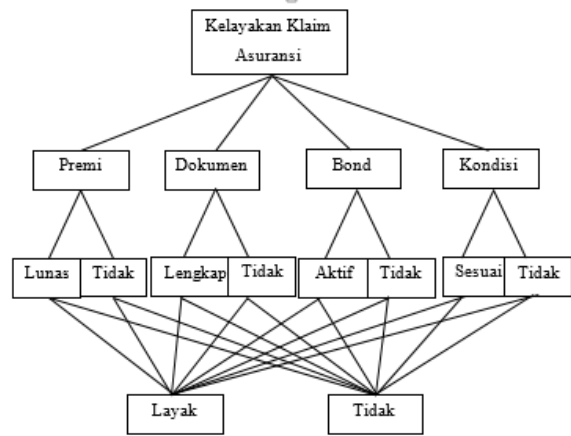 Kelayakan Klaim
Asuransi
Premi
Dokumen
Bond
Kondisi
Lunas
Tidak
Lengkap
Tidak
Aktif
Tidak
Sesuai
Tidak
Layak
Tidak